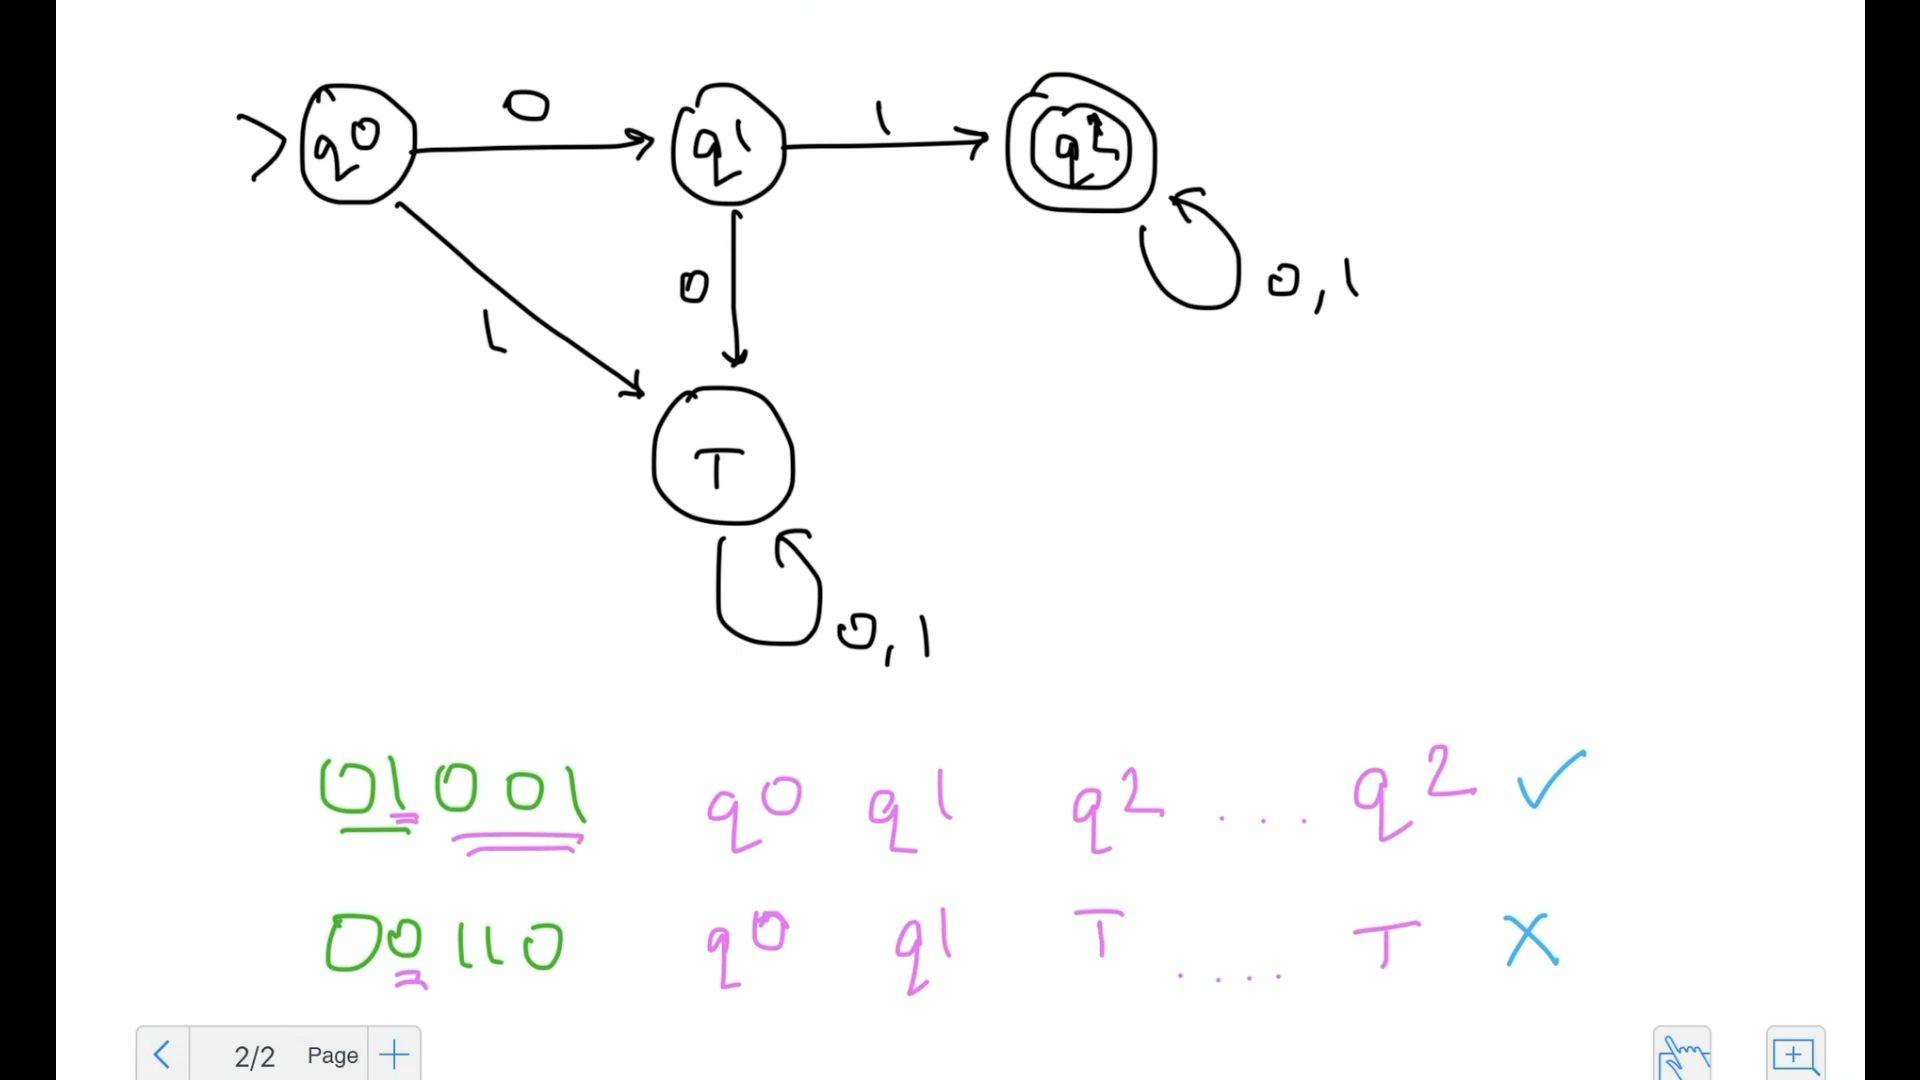 > q0 0 q1 1 q2
0 0,1
1
T
0,1
01001 q0 q1 q2 ... q2 ✓
00110 q0 q1 T .... T X
2/2 Page +